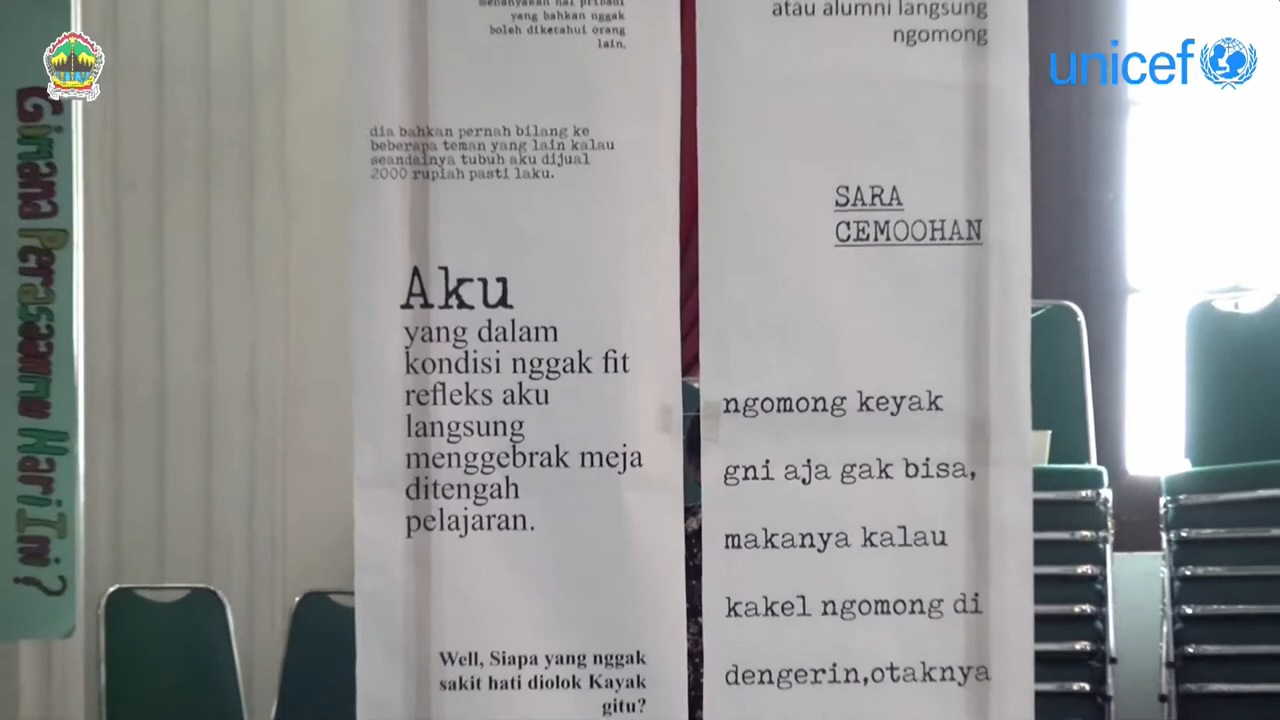 Gimana Perasaanmu Hari Ini?
menanyakan hal pribadi
yang bahkan nggak
boleh diketahui orang
lain.
dia bahkan pernah bilang ke
beberapa teman yang lain kalau
seandainya tubuh aku dijual
2000 rupiah pasti laku.
Aku
yang dalam
kondisi nggak fit
refleks aku
langsung
menggebrak meja
ditengah
pelajaran.
Well, Siapa yang nggak
sakit hati diolok Kayak
gitu?
atau alumni langsung
ngomong
SARA
CEMOOHAN
ngomong keyak
gni aja gak bisa,
makanya kalau
kakel ngomong di
dengerin,otaknya
unicef